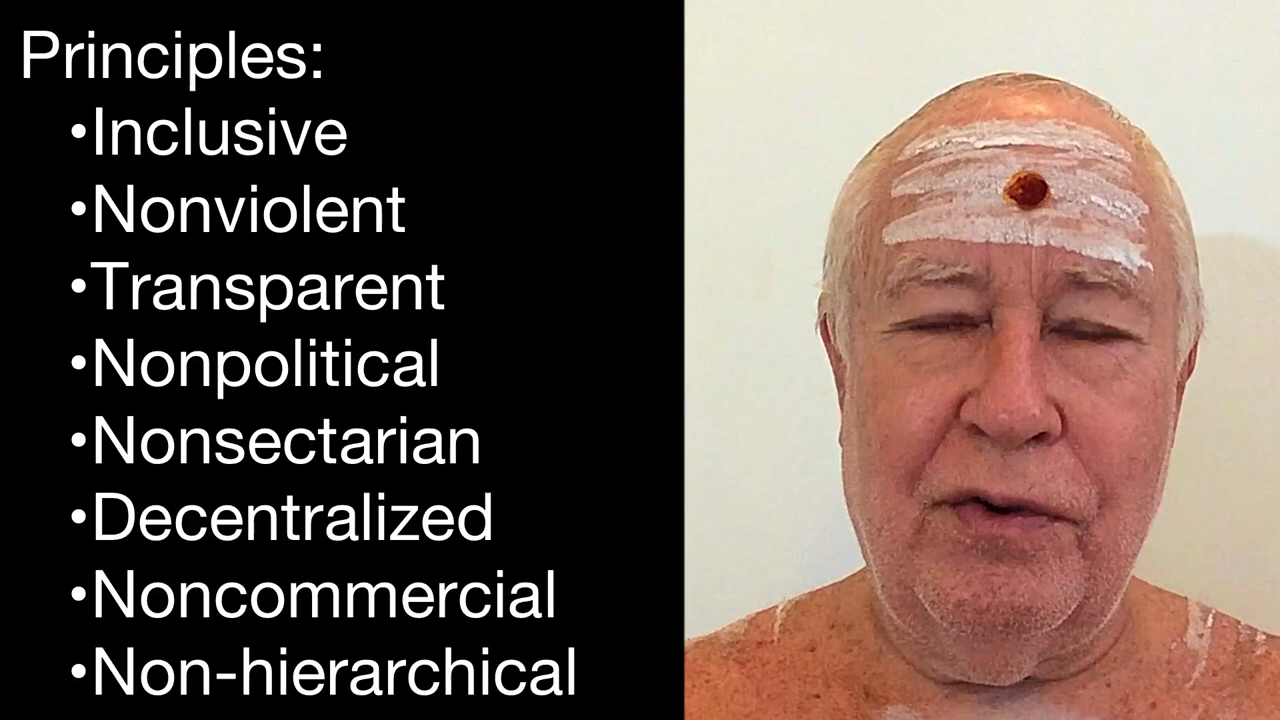 Principles:
•Inclusive
•Nonviolent
•Transparent
•Nonpolitical
•Nonsectarian
•Decentralized
•Noncommercial
•Non-hierarchical